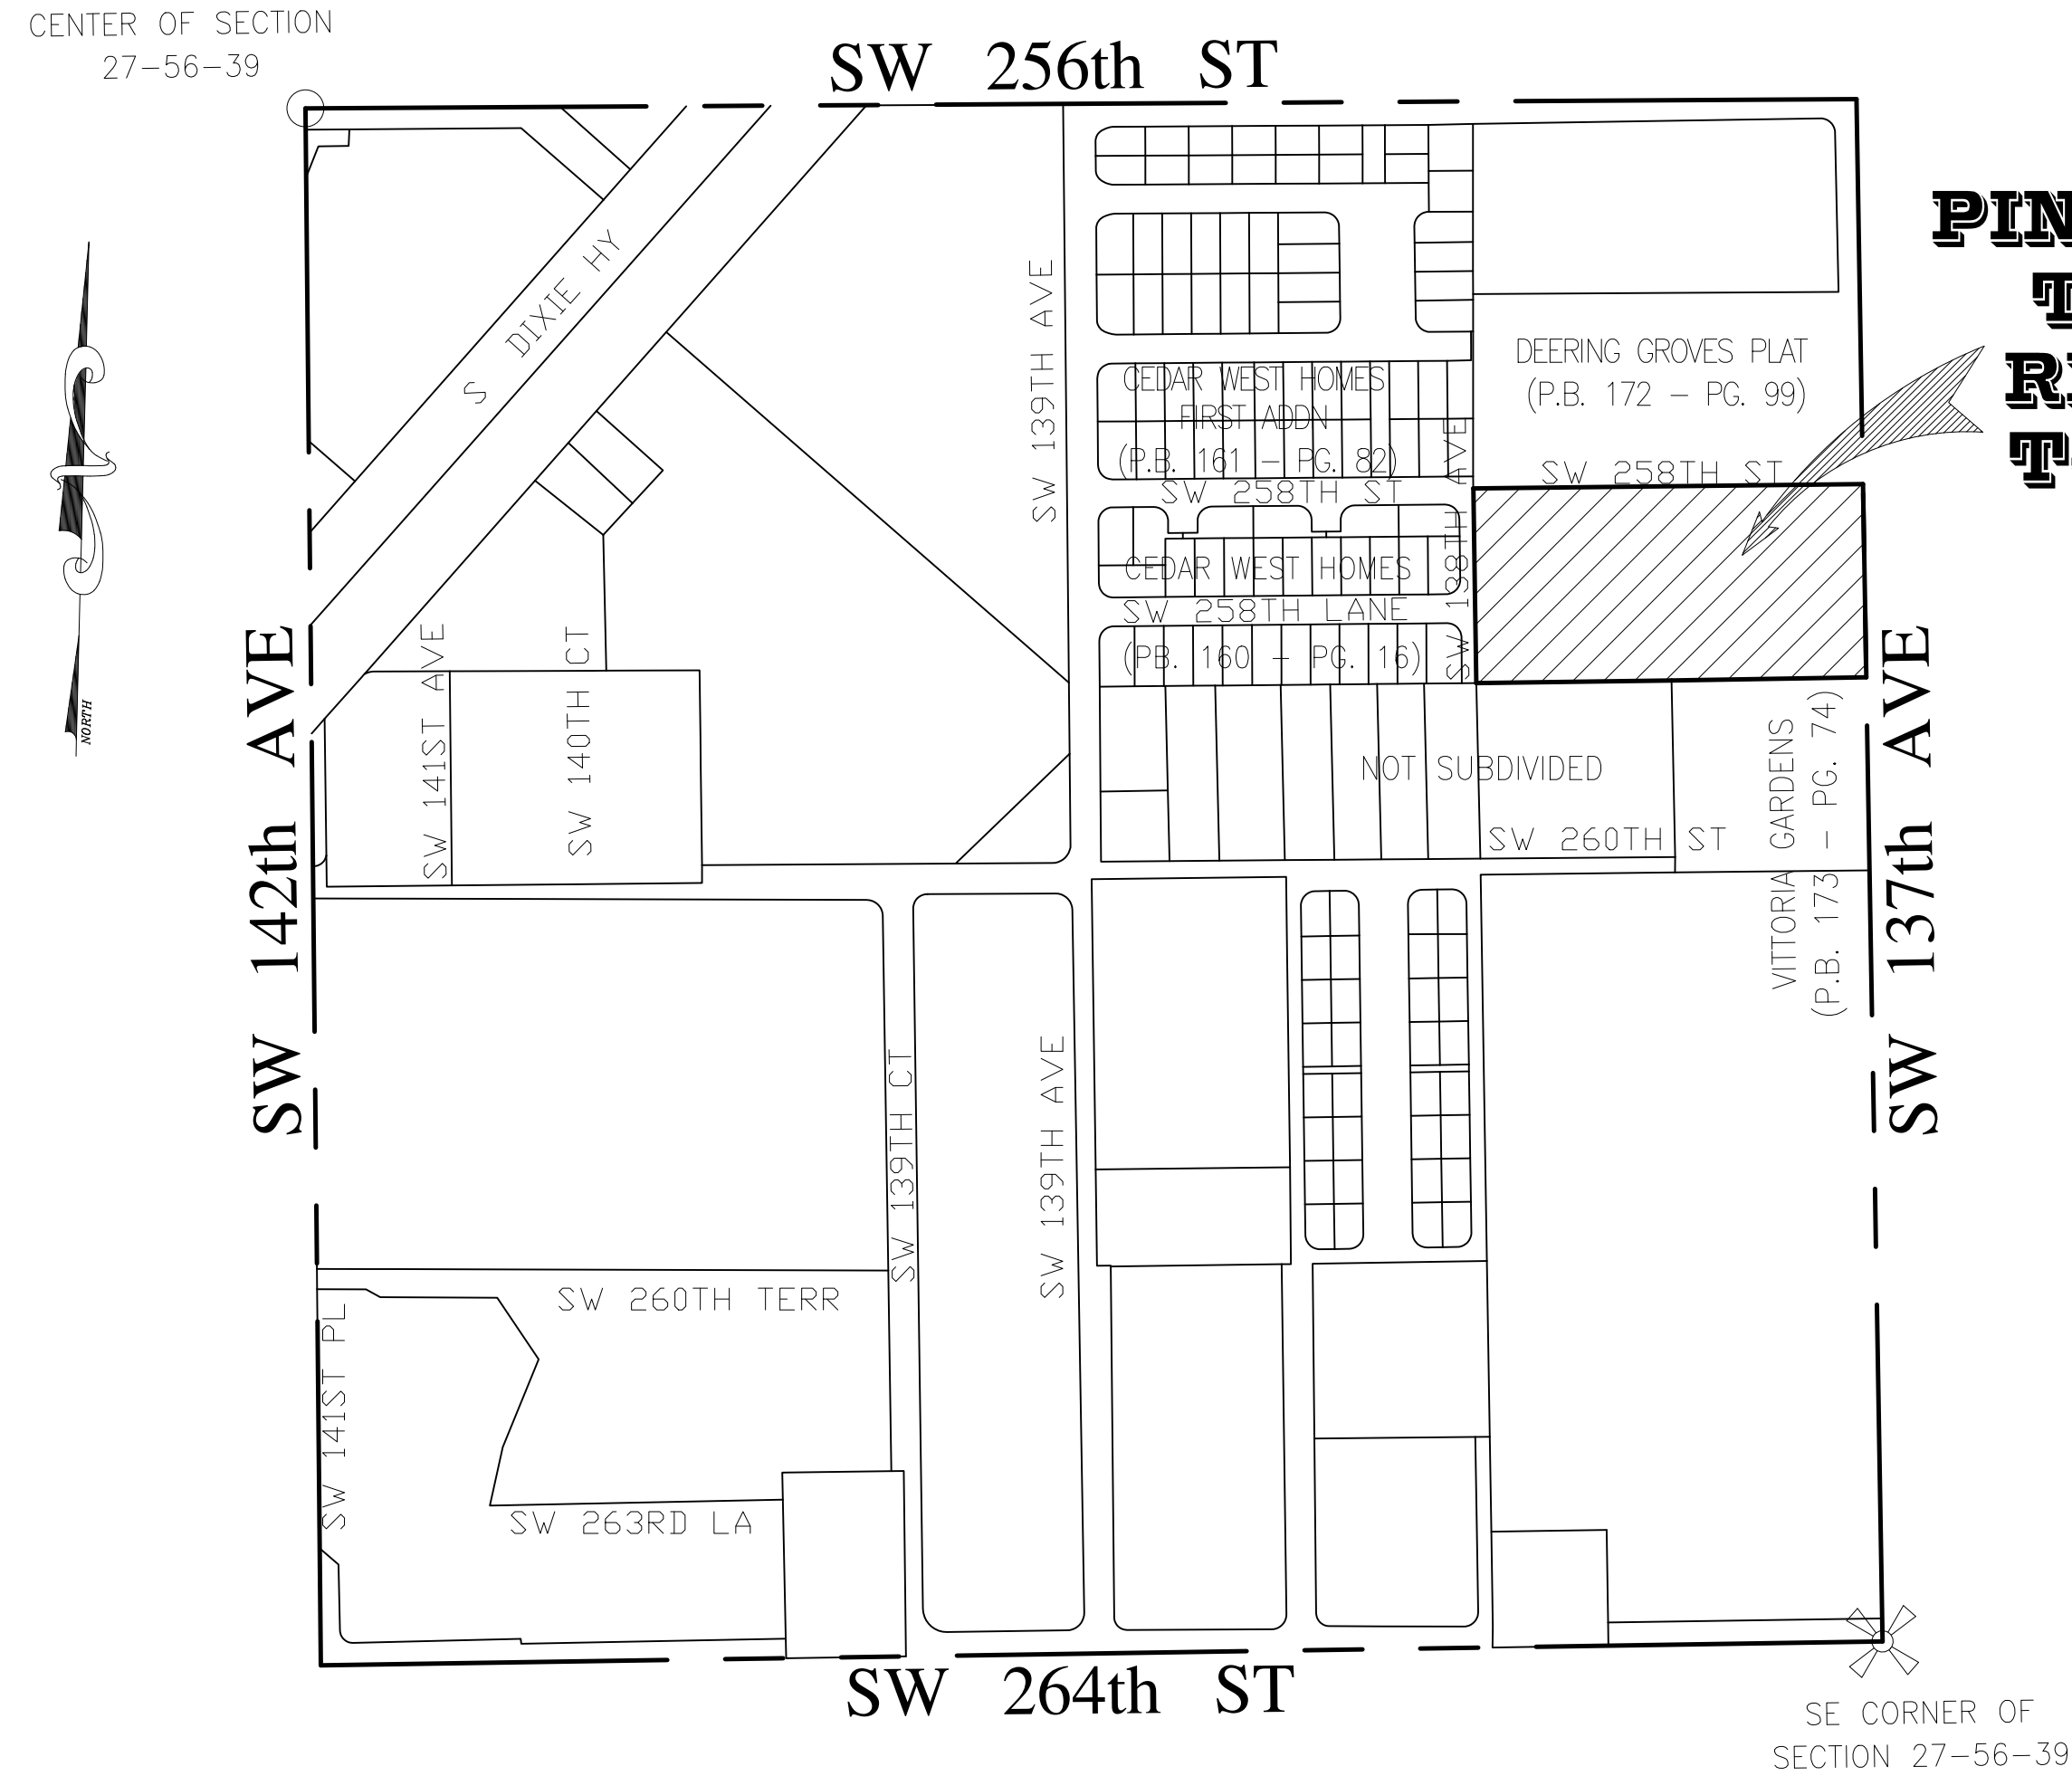 CENTER OF SECTION
27-56-39
SW 256th ST
PIN
T
S DIXIE HY
SW 139TH AVE
DEERING GROVES PLAT
(P.B. 172 - PG. 99)
CEDAR WEST HOMES
FIRST ADDN
(P.B. 161 - PG. 82)
SW 258TH ST
SW 258TH ST
SW 138TH AVE
CEDAR WEST HOMES
SW 258TH LANE
(PB. 160 - PG. 16)
NORTH
SW 142th AVE
SW 141ST AVE
SW 140TH CT
NOT SUBDIVIDED
SW 260TH ST
VITTORIA GARDENS
(P.B. 173 - PG. 74)
SW 137th AVE
SW 139TH CT
SW 139TH AVE
SW 260TH TERR
SW 141ST PL
SW 263RD LA
SW 264th ST
SE CORNER OF
SECTION 27-56-39